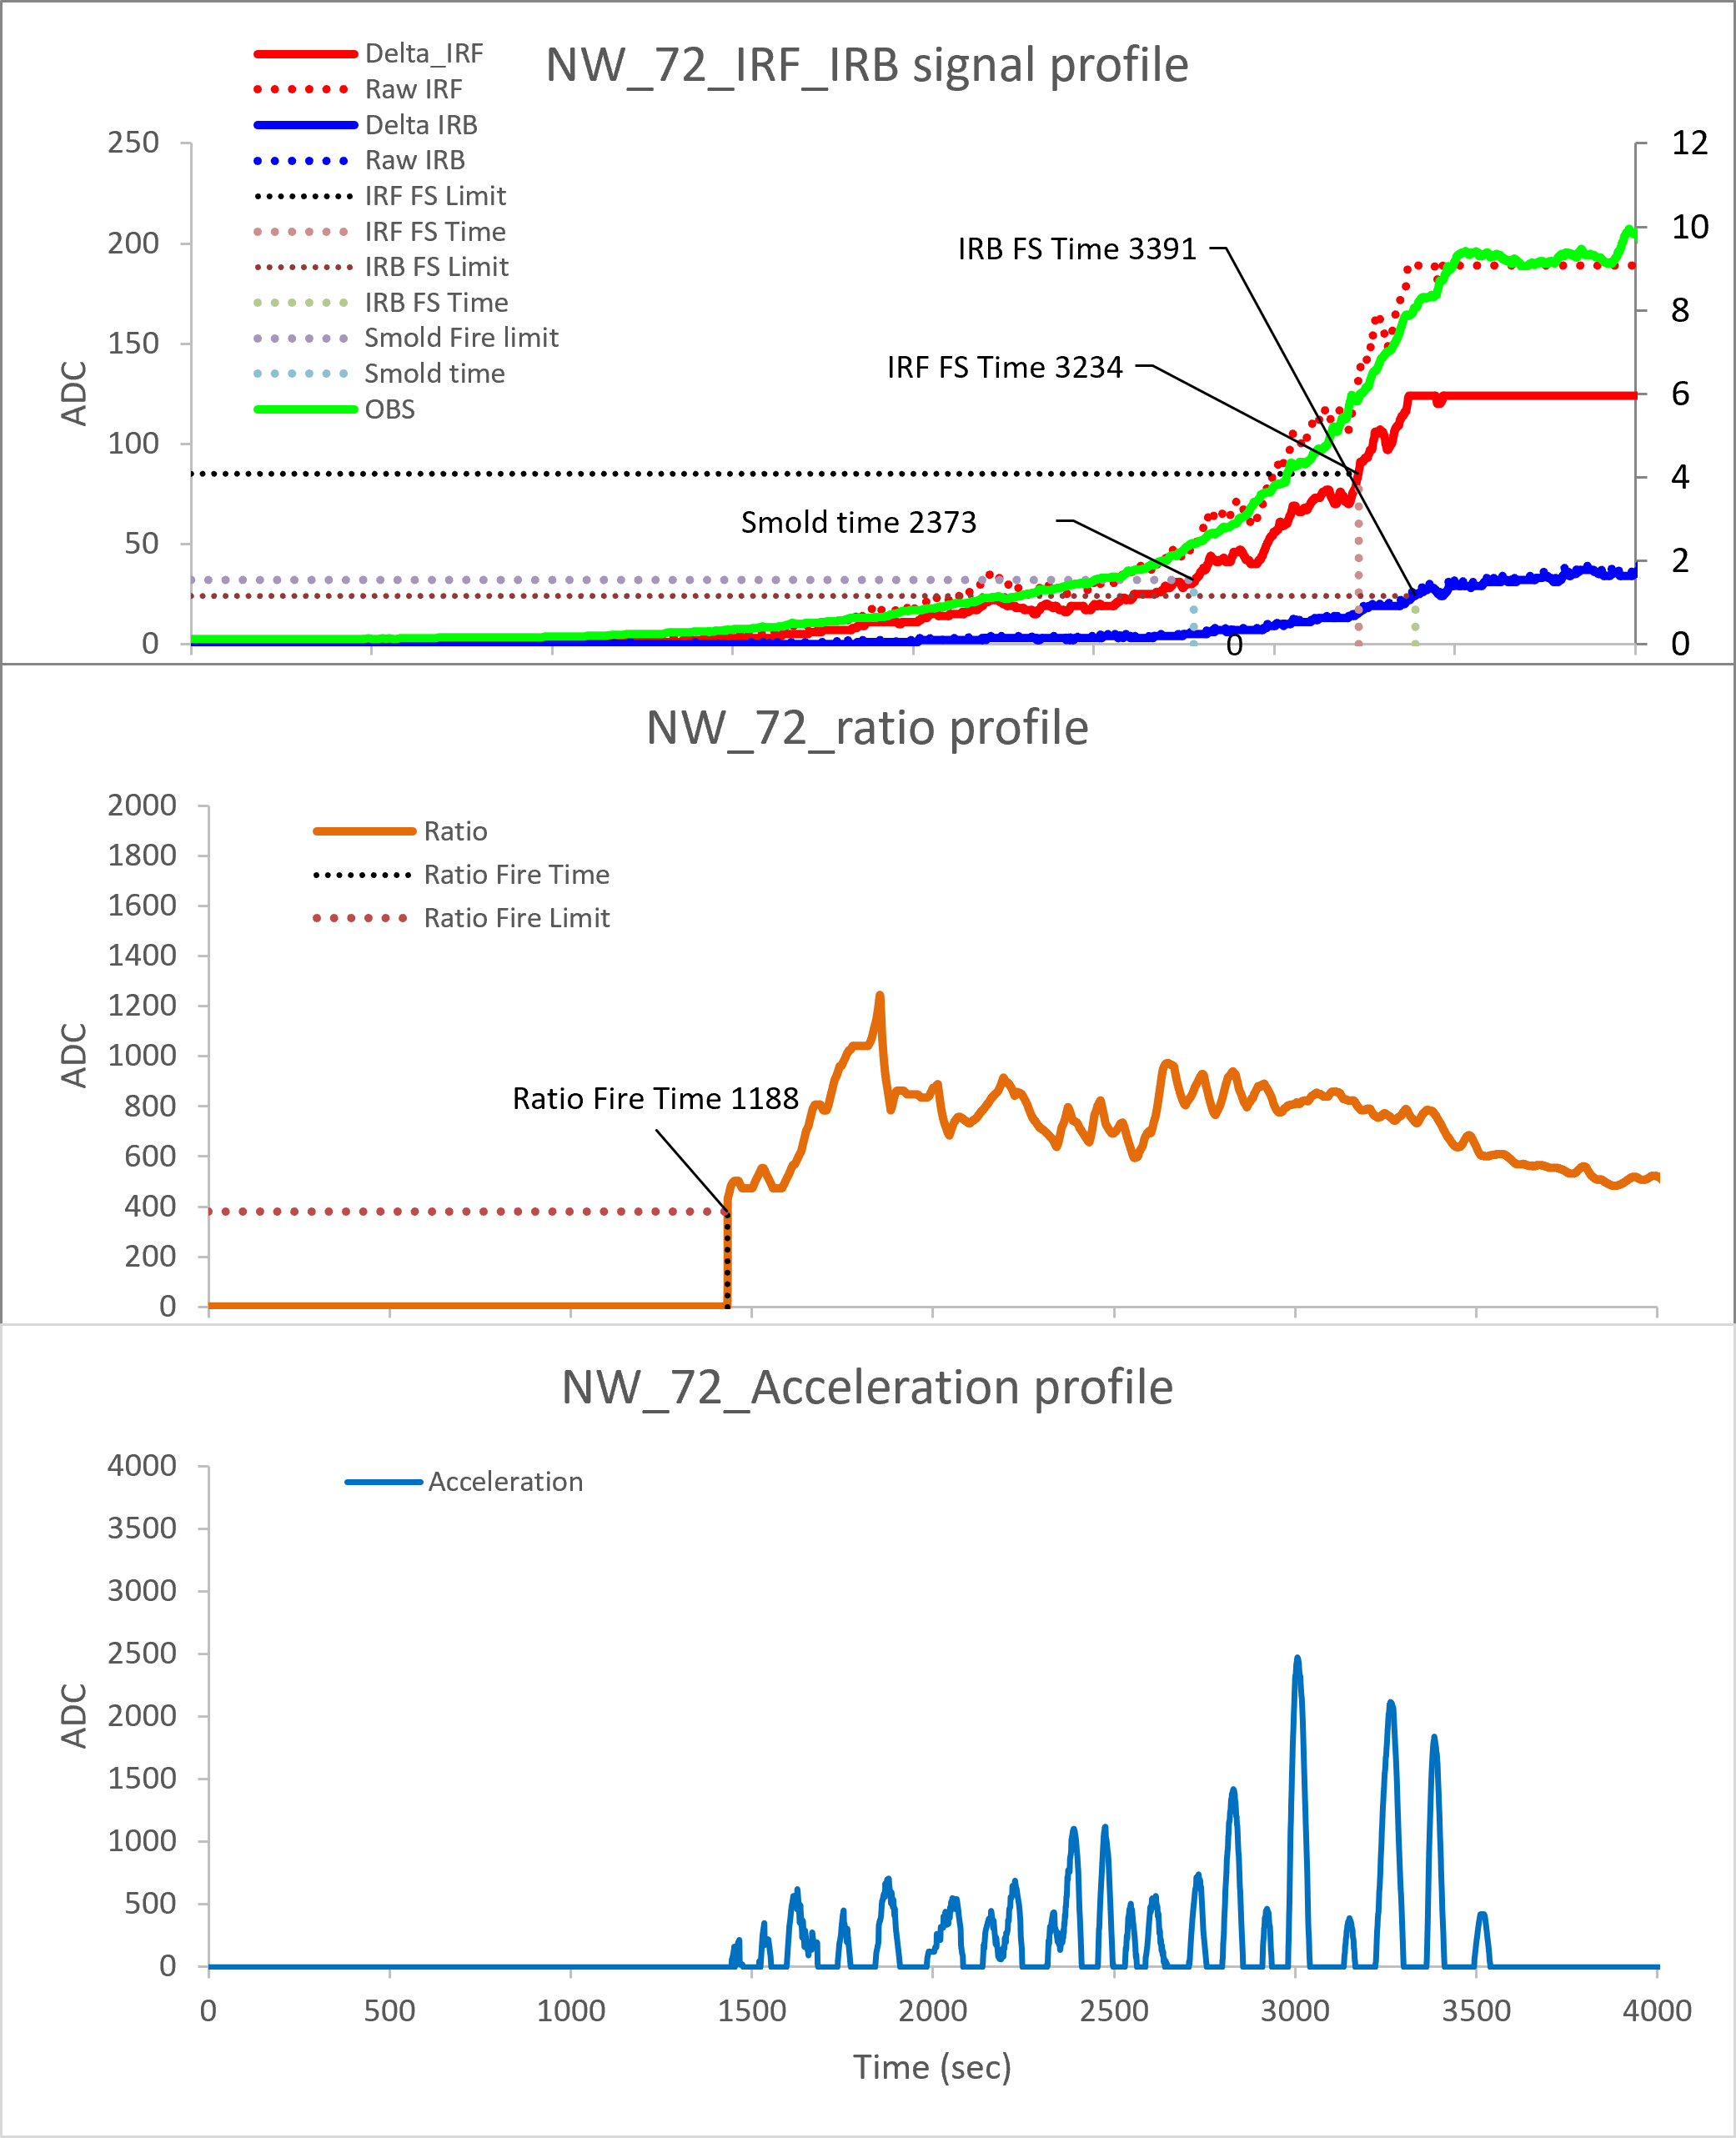 NW_72_IRF_IRB signal profile
Delta_IRF
Raw IRF
Delta IRB
Raw IRB
IRF FS Limit
IRF FS Time
IRB FS Limit
IRB FS Time
Smold Fire limit
Smold time
OBS
ADC
250
200
150
100
50
0
12
10
8
6
4
2
0
IRB FS Time 3391
IRF FS Time 3234
Smold time 2373
0
NW_72_ratio profile
ADC
2000
1800
1600
1400
1200
1000
800
600
400
200
0
Ratio
Ratio Fire Time
Ratio Fire Limit
Ratio Fire Time 1188
NW_72_Acceleration profile
ADC
4000
3500
3000
2500
2000
1500
1000
500
0
Acceleration
0 500 1000 1500 2000 2500 3000 3500 4000
Time (sec)